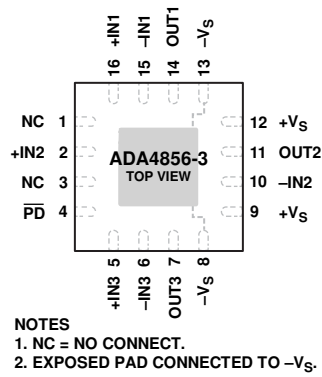 +IN1
–IN1
OUT1
–VS
16
15
14
13
NC 1
+IN2 2
NC 3
PD 4
ADA4856-3
TOP VIEW
12 +VS
11 OUT2
10 –IN2
9 +VS
5
6
7
8
+IN3
–IN3
OUT3
–VS
NOTES
1. NC = NO CONNECT.
2. EXPOSED PAD CONNECTED TO –VS.